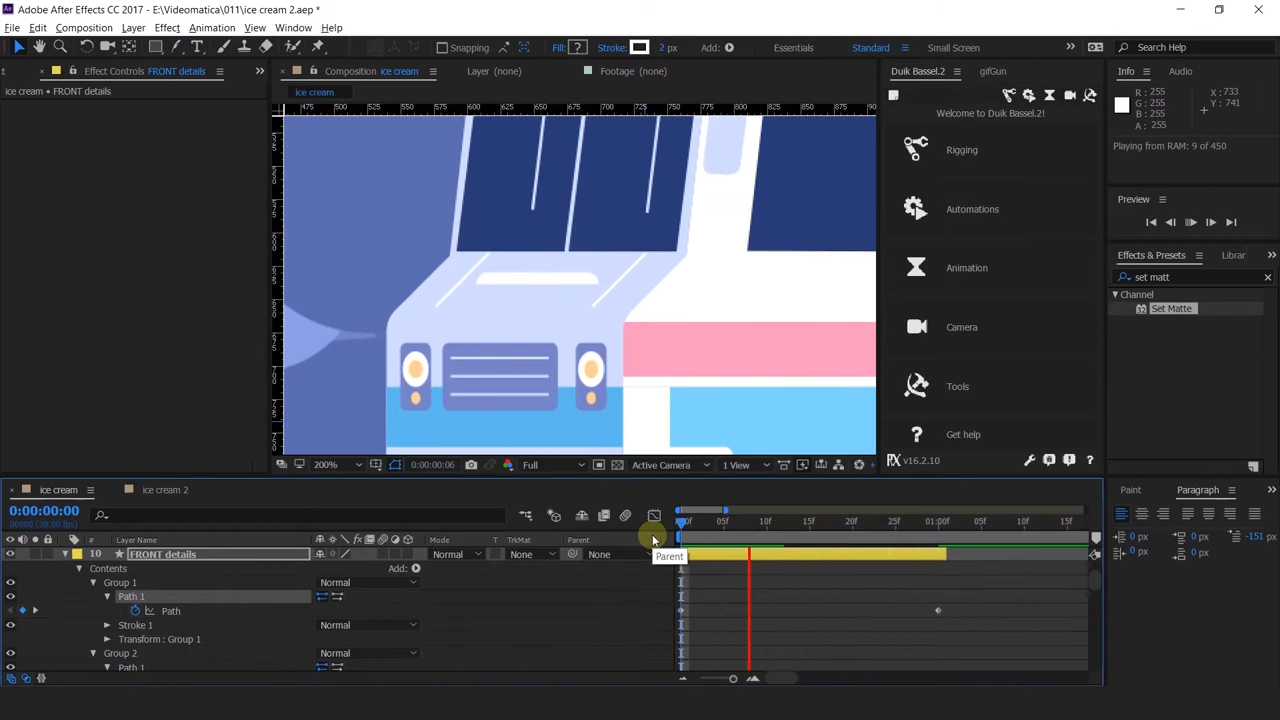 Adobe After Effects CC 2017 - E:\Videomatica\011\ice cream 2.aep *
File Edit Composition Layer Effect Animation View Window Help
Snapping Fill: ? Stroke: 2 px Add: Essentials Standard Small Screen Search Help
Effect Controls FRONT details Composition ice cream Layer (none) Footage (none) Duik Bassel.2 gifGun Info Audio
ice cream • FRONT details
ice cream
R: 255
G: 255
B: 255
A: 255
X: 733
Y: 741
Welcome to Duik Bassel.2!
Playing from RAM: 9 of 450
Rigging
Automations
Animation
Camera
Tools
Get help
v16.2.10
Preview
Effects & Presets Librar
set matt
Channel
Set Matte
200% 0:00:00:06 Full Active Camera 1 View
ice cream ice cream 2
0:00:00:00
00000 (30.00 fps)
# Layer Name Mode T TrkMat Parent
05f 10f 15f 20f 25f 01:00f 05f 10f 15f
Parent
10 FRONT details Normal None None
Contents Add:
Group 1 Normal
Path 1
Path
Stroke 1 Normal
Transform : Group 1
Group 2 Normal
Path 1
Paint Paragraph
0 px 0 px -151 px
0 px 0 px